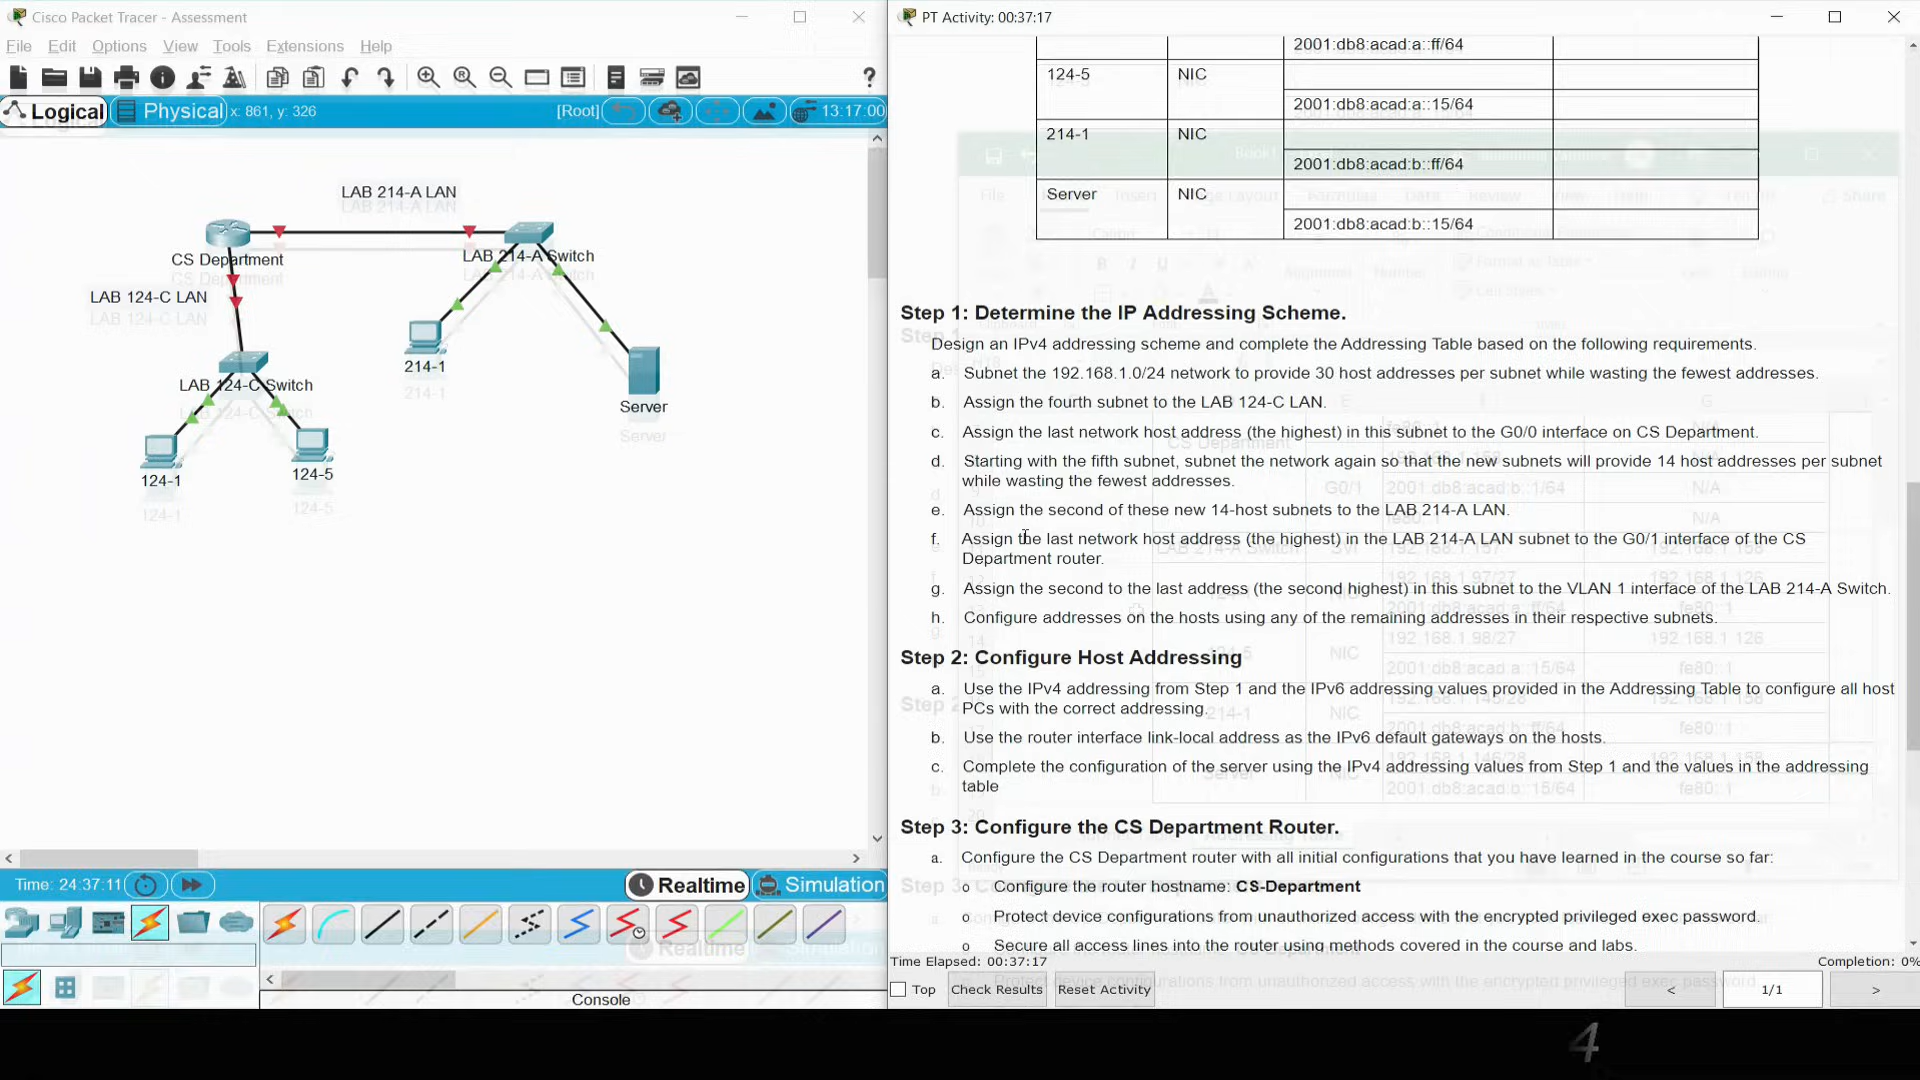 Cisco Packet Tracer - Assessment
File Edit Options View Tools Extensions Help
?
Logical Physical x: 861, y: 326 [Root] 13:17:00
LAB 214-A LAN
CS Department
LAB 214-A Switch
LAB 124-C LAN
214-1
LAB 124-C Switch
Server
124-1
124-5
Time: 24:37:11 Realtime Simulation
Console
PT Activity: 00:37:17
2001:db8:acad:a::ff/64
124-5 NIC
2001:db8:acad:a::15/64
214-1 NIC
2001:db8:acad:b::ff/64
Server NIC
2001:db8:acad:b::15/64
Step 1: Determine the IP Addressing Scheme.
Design an IPv4 addressing scheme and complete the Addressing Table based on the following requirements.
a. Subnet the 192.168.1.0/24 network to provide 30 host addresses per subnet while wasting the fewest addresses.
b. Assign the fourth subnet to the LAB 124-C LAN.
c. Assign the last network host address (the highest) in this subnet to the G0/0 interface on CS Department.
d. Starting with the fifth subnet, subnet the network again so that the new subnets will provide 14 host addresses per subnet
while wasting the fewest addresses.
e. Assign the second of these new 14-host subnets to the LAB 214-A LAN.
f. Assign the last network host address (the highest) in the LAB 214-A LAN subnet to the G0/1 interface of the CS
Department router.
g. Assign the second to the last address (the second highest) in this subnet to the VLAN 1 interface of the LAB 214-A Switch.
h. Configure addresses on the hosts using any of the remaining addresses in their respective subnets.
Step 2: Configure Host Addressing
a. Use the IPv4 addressing from Step 1 and the IPv6 addressing values provided in the Addressing Table to configure all host
PCs with the correct addressing.
b. Use the router interface link-local address as the IPv6 default gateways on the hosts.
c. Complete the configuration of the server using the IPv4 addressing values from Step 1 and the values in the addressing
table
Step 3: Configure the CS Department Router.
a. Configure the CS Department router with all initial configurations that you have learned in the course so far:
o Configure the router hostname: CS-Department
o Protect device configurations from unauthorized access with the encrypted privileged exec password.
o Secure all access lines into the router using methods covered in the course and labs.
Time Elapsed: 00:37:17 Completion: 0%
Top Check Results Reset Activity < 1/1 >
4